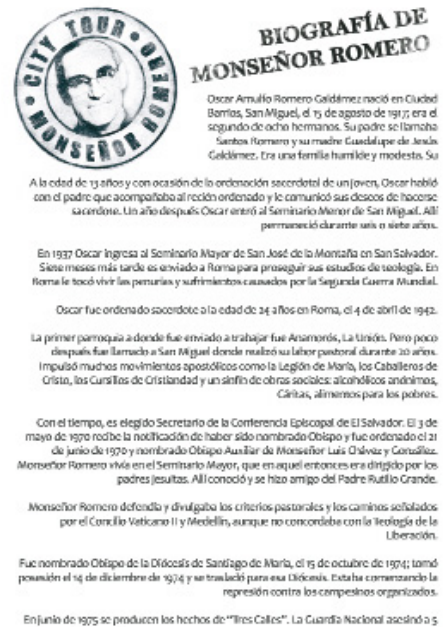 CITY TOUR
MONSEÑOR ROMERO
BIOGRAFÍA DE
MONSEÑOR ROMERO
Oscar Arnulfo Romero Galdámez nació en Ciudad
Barrios, San Miguel, el 15 de agosto de 1917; era el
segundo de ocho hermanos. Su padre se llamaba
Santos Romero y su madre Guadalupe de Jesús
Galdámez. Era una familia humilde y modesta. Su
A la edad de 13 años y con ocasión de la ordenación sacerdotal de un joven, Oscar habló
con el padre que acompañaba al recién ordenado y le comunicó sus deseos de hacerse
sacerdote. Un año después Oscar entró al Seminario Menor de San Miguel. Allí
permaneció durante seis o siete años.
En 1937 Oscar ingresa al Seminario Mayor de San José de la Montaña en San Salvador.
Siete meses más tarde es enviado a Roma para proseguir sus estudios de teología. En
Roma le tocó vivir las penurias y sufrimientos causados por la Segunda Guerra Mundial.
Oscar fue ordenado sacerdote a la edad de 24 años en Roma, el 4 de abril de 1942.
La primer parroquia a donde fue enviado a trabajar fue Anamorós, La Unión. Pero poco
después fue llamado a San Miguel donde realizó su labor pastoral durante 20 años.
Impulsó muchos movimientos apostólicos como la Legión de María, los Caballeros de
Cristo, los Cursillos de Cristiandad y un sinfín de obras sociales: alcohólicos anónimos,
Cáritas, alimentos para los pobres.
Con el tiempo, es elegido Secretario de la Conferencia Episcopal de El Salvador. El 3 de
mayo de 1970 recibe la notificación de haber sido nombrado Obispo y fue ordenado el 21
de junio de 1970 y nombrado Obispo Auxiliar de Monseñor Luis Chávez y González.
Monseñor Romero vivía en el Seminario Mayor, que en aquel entonces era dirigido por los
padres jesuitas. Allí conoció y se hizo amigo del Padre Rutilio Grande.
Monseñor Romero defendía y divulgaba los criterios pastorales y los caminos señalados
por el Concilio Vaticano II y Medellín, aunque no concordaba con la Teología de la
Liberación.
Fue nombrado Obispo de la Diócesis de Santiago de María, el 15 de octubre de 1974; tomó
posesión el 14 de diciembre de 1974 y se trasladó para esa Diócesis. Estaba comenzando la
represión contra los campesinos organizados.
En junio de 1975 se producen los hechos de “Tres Calles”. La Guardia Nacional asesinó a 5